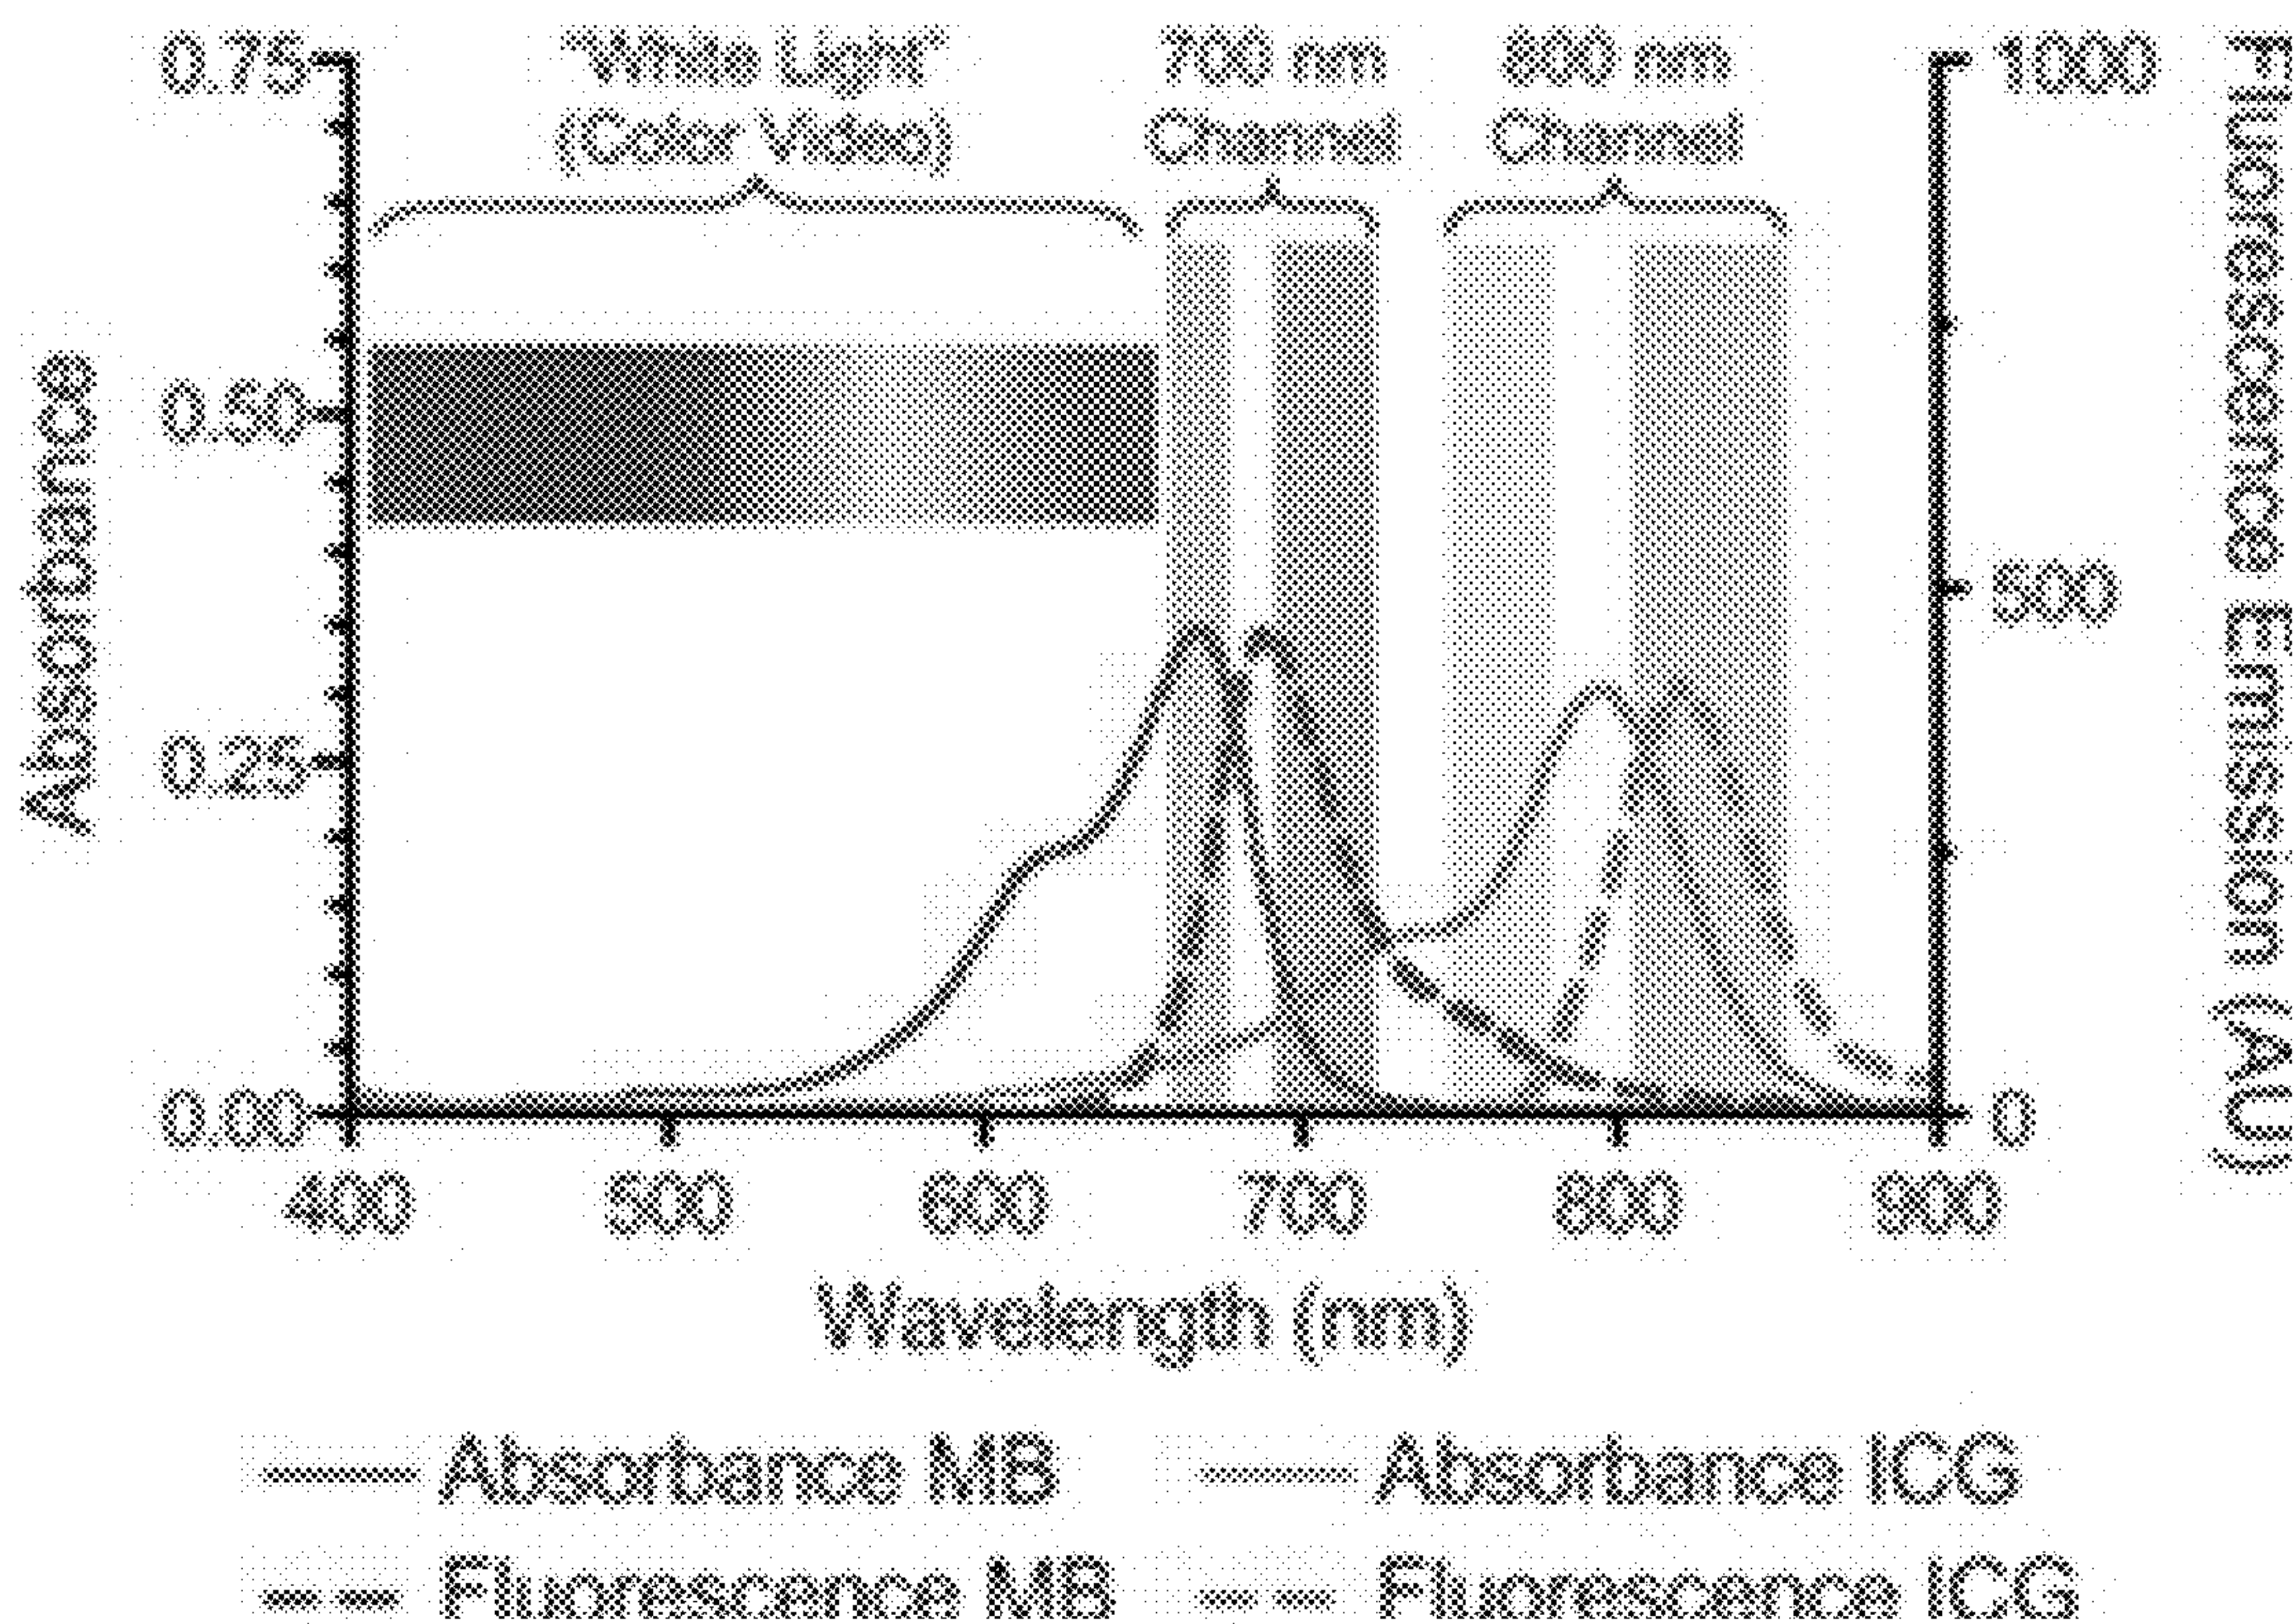 "White Light"
(Color Video)
700 nm
Channel
800 nm
Channel
Absorbance
0.75
0.50
0.25
0.00
1000
500
0
Fluorescence Emission (AU)
400 500 600 700 800 900
Wavelength (nm)
Absorbance MB
Absorbance ICG
Fluorescence MB
Fluorescence ICG